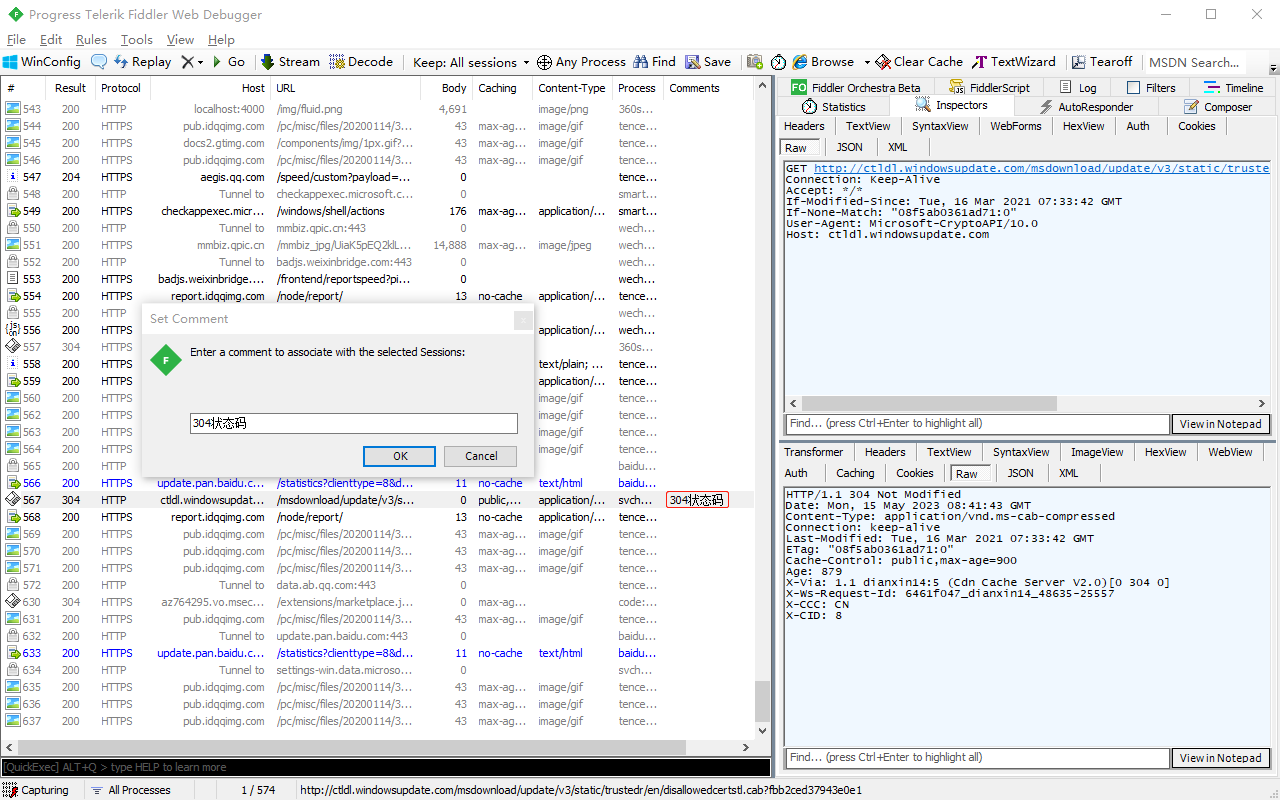 Progress Telerik Fiddler Web Debugger
File Edit Rules Tools View Help
WinConfig Replay Go Stream Decode Keep: All sessions Any Process Find Save Browse Clear Cache TextWizard Tearoff MSDN Search...
# Result Protocol Host URL Body Caching Content-Type Process Comments
543 200 HTTP localhost:4000 /img/fluid.png 4,691 image/png 360s...
544 200 HTTPS pub.idqqimg.com /pc/misc/files/20200114/3... 43 max-ag... image/gif tence...
545 200 HTTPS docs2.gtimg.com /components/img/1px.gif?... 43 max-ag... image/gif tence...
546 200 HTTPS pub.idqqimg.com /pc/misc/files/20200114/3... 43 max-ag... image/gif tence...
547 204 HTTPS aegis.qq.com /speed/custom?payload=... 0 tence...
548 200 HTTP Tunnel to checkappexec.microsoft.c... 0 smart...
549 200 HTTPS checkappexec.micr... /windows/shell/actions 176 max-ag... application/... smart...
550 200 HTTP Tunnel to mmbiz.qpic.cn:443 0 wech...
551 200 HTTPS mmbiz.qpic.cn /mmbiz_jpg/UiaK5pEQ2klL... 14,888 max-ag... image/jpeg wech...
552 200 HTTP Tunnel to badjs.weixinbridge.com:443 0 wech...
553 200 HTTPS badjs.weixinbridge.... /frontend/reportspeed?pi... 0 wech...
554 200 HTTPS report.idqqimg.com /node/report/ 13 no-cache application/... tence...
555 200 HTTP wech...
556 200 HTTPS application/... wech...
557 304 HTTP 360s...
558 200 HTTPS text/plain; ... tence...
559 200 HTTPS application/... tence...
560 200 HTTPS image/gif tence...
562 200 HTTPS image/gif tence...
563 200 HTTPS image/gif tence...
564 200 HTTPS image/gif tence...
565 200 HTTP baidu...
566 200 HTTPS update.pan.baidu.c... /statistics?clienttype=8&d... 11 no-cache text/html baidu...
567 304 HTTP ctldl.windowsupdat... /msdownload/update/v3/s... 0 public,... application/... svch... 304状态码
568 200 HTTP report.idqqimg.com /node/report/ 13 no-cache application/... tence...
569 200 HTTPS pub.idqqimg.com /pc/misc/files/20200114/3... 43 max-ag... image/gif tence...
570 200 HTTPS pub.idqqimg.com /pc/misc/files/20200114/3... 43 max-ag... image/gif tence...
571 200 HTTPS pub.idqqimg.com /pc/misc/files/20200114/3... 43 max-ag... image/gif tence...
572 200 HTTP Tunnel to data.ab.qq.com:443 0 tence...
630 304 HTTPS az764295.vo.msec... /extensions/marketplace.j... 0 max-ag... code:...
631 200 HTTPS pub.idqqimg.com /pc/misc/files/20200114/3... 43 max-ag... image/gif tence...
632 200 HTTP Tunnel to update.pan.baidu.com:443 0 baidu...
633 200 HTTPS update.pan.baidu.c... /statistics?clienttype=8&d... 11 no-cache text/html baidu...
634 200 HTTP Tunnel to settings-win.data.microso... 0 svch...
635 200 HTTPS pub.idqqimg.com /pc/misc/files/20200114/3... 43 max-ag... image/gif tence...
636 200 HTTPS pub.idqqimg.com /pc/misc/files/20200114/3... 43 max-ag... image/gif tence...
637 200 HTTPS pub.idqqimg.com /pc/misc/files/20200114/3... 43 max-ag... image/gif tence...
Set Comment
Enter a comment to associate with the selected Sessions:
304状态码
OK Cancel
FO Fiddler Orchestra Beta FiddlerScript Log Filters Timeline
Statistics Inspectors AutoResponder Composer
Headers TextView SyntaxView WebForms HexView Auth Cookies
Raw JSON XML
GET http://ctldl.windowsupdate.com/msdownload/update/v3/static/truste
Connection: Keep-Alive
Accept: */*
If-Modified-Since: Tue, 16 Mar 2021 07:33:42 GMT
If-None-Match: "08f5ab0361ad71:0"
User-Agent: Microsoft-CryptoAPI/10.0
Host: ctldl.windowsupdate.com
Find... (press Ctrl+Enter to highlight all) View in Notepad
Transformer Headers TextView SyntaxView ImageView HexView WebView
Auth Caching Cookies Raw JSON XML
HTTP/1.1 304 Not Modified
Date: Mon, 15 May 2023 08:41:43 GMT
Content-Type: application/vnd.ms-cab-compressed
Connection: keep-alive
Last-Modified: Tue, 16 Mar 2021 07:33:42 GMT
ETag: "08f5ab0361ad71:0"
Cache-Control: public,max-age=900
Age: 879
X-Via: 1.1 dianxin14:5 (Cdn Cache Server V2.0)[0 304 0]
X-Ws-Request-Id: 6461f047_dianxin14_48635-25557
X-CCC: CN
X-CID: 8
Find... (press Ctrl+Enter to highlight all) View in Notepad
[QuickExec] ALT+Q > type HELP to learn more
Capturing All Processes 1 / 574 http://ctldl.windowsupdate.com/msdownload/update/v3/static/trustedr/en/disallowedcertstl.cab?fbb2ced37943e0e1